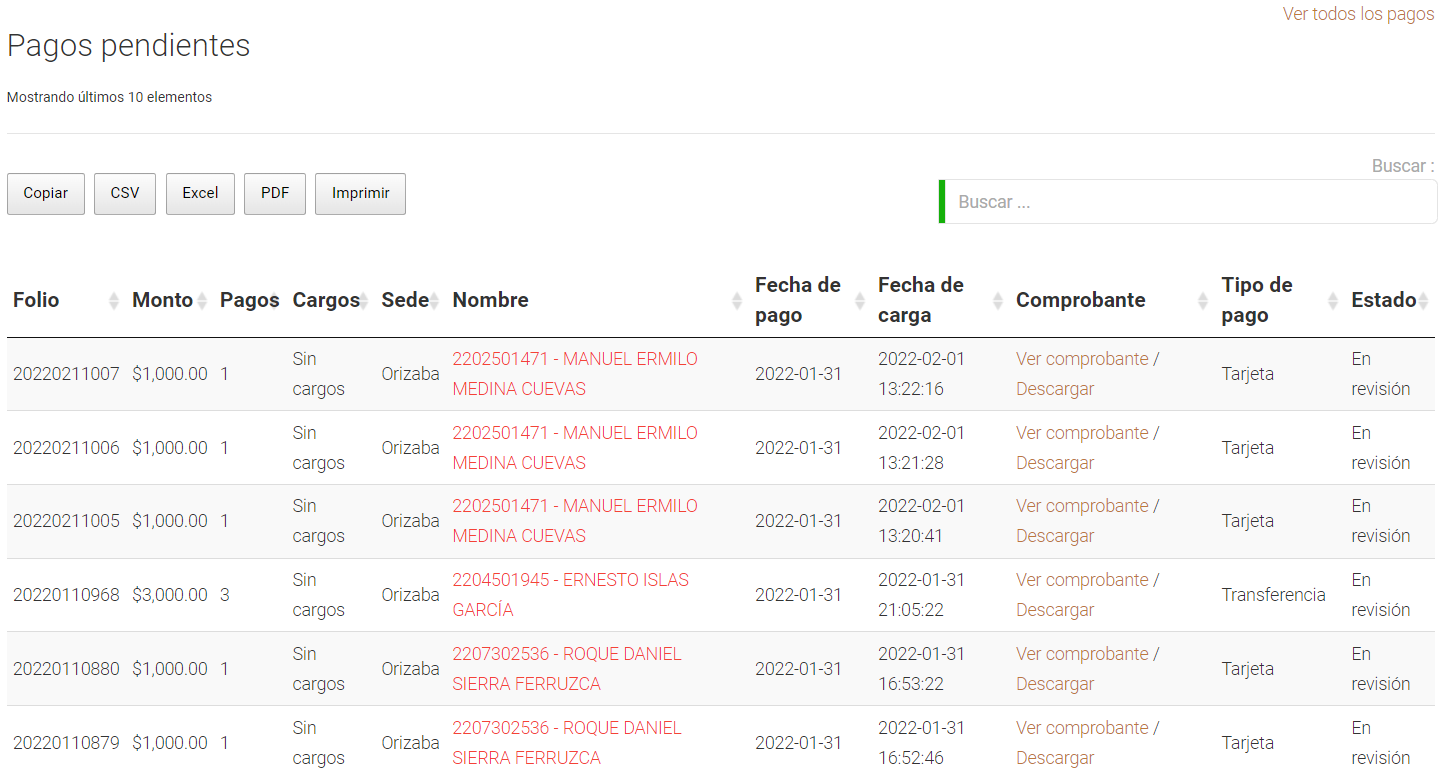 Ver todos los pagos
Pagos pendientes
Mostrando últimos 10 elementos
Buscar :
Copiar CSV Excel PDF Imprimir
Buscar ...
Folio Monto Pagos Cargos Sede Nombre Fecha de pago Fecha de carga Comprobante Tipo de pago Estado
20220211007 $1,000.00 1 Sin cargos Orizaba 2202501471 - MANUEL ERMILO MEDINA CUEVAS 2022-01-31 2022-02-01 13:22:16 Ver comprobante / Descargar Tarjeta En revisión
20220211006 $1,000.00 1 Sin cargos Orizaba 2202501471 - MANUEL ERMILO MEDINA CUEVAS 2022-01-31 2022-02-01 13:21:28 Ver comprobante / Descargar Tarjeta En revisión
20220211005 $1,000.00 1 Sin cargos Orizaba 2202501471 - MANUEL ERMILO MEDINA CUEVAS 2022-01-31 2022-02-01 13:20:41 Ver comprobante / Descargar Tarjeta En revisión
20220110968 $3,000.00 3 Sin cargos Orizaba 2204501945 - ERNESTO ISLAS GARCÍA 2022-01-31 2022-01-31 21:05:22 Ver comprobante / Descargar Transferencia En revisión
20220110880 $1,000.00 1 Sin cargos Orizaba 2207302536 - ROQUE DANIEL SIERRA FERRUZCA 2022-01-31 2022-01-31 16:53:22 Ver comprobante / Descargar Tarjeta En revisión
20220110879 $1,000.00 1 Sin cargos Orizaba 2207302536 - ROQUE DANIEL SIERRA FERRUZCA 2022-01-31 2022-01-31 16:52:46 Ver comprobante / Descargar Tarjeta En revisión